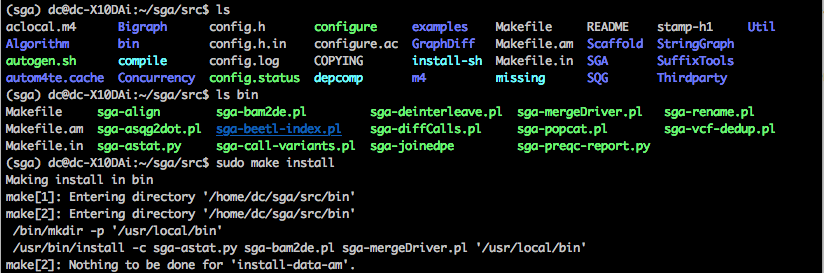 (sga) dc@dc-X10DAi:~/sga/src$ ls
aclocal.m4 Bigraph config.h configure examples Makefile README stamp-h1 Util
Algorithm bin config.h.in configure.ac GraphDiff Makefile.am Scaffold StringGraph
autogen.sh compile config.log COPYING install-sh Makefile.in SGA SuffixTools
autom4te.cache Concurrency config.status depcomp m4 missing SQG Thirdparty
(sga) dc@dc-X10DAi:~/sga/src$ ls bin
Makefile sga-align sga-bam2de.pl sga-deinterleave.pl sga-mergeDriver.pl sga-rename.pl
Makefile.am sga-asqg2dot.pl sga-beetl-index.pl sga-diffCalls.pl sga-popcat.pl sga-vcf-dedup.pl
Makefile.in sga-astat.py sga-call-variants.pl sga-joinedpe sga-preqc-report.py
(sga) dc@dc-X10DAi:~/sga/src$ sudo make install
Making install in bin
make[1]: Entering directory '/home/dc/sga/src/bin'
make[2]: Entering directory '/home/dc/sga/src/bin'
/bin/mkdir -p '/usr/local/bin'
/usr/bin/install -c sga-astat.py sga-bam2de.pl sga-mergeDriver.pl '/usr/local/bin'
make[2]: Nothing to be done for 'install-data-am'.